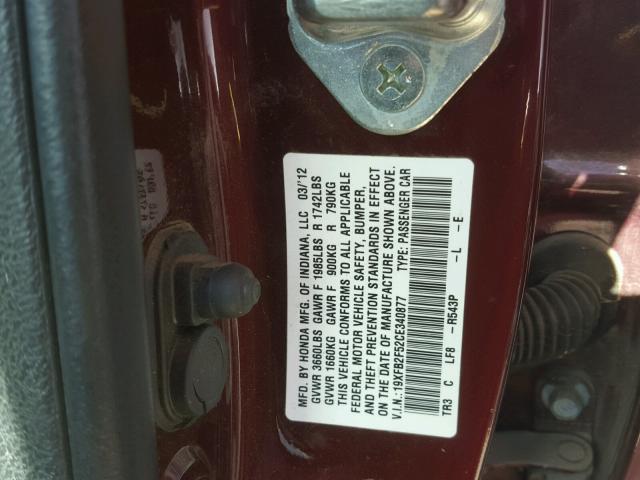 MFD. BY HONDA MFG. OF INDIANA, LLC 03/'12
GVWR 3660LBS GAWR F 1985LBS R 1742LBS
GVWR 1660KG GAWR F 900KG R 790KG
THIS VEHICLE CONFORMS TO ALL APPLICABLE
FEDERAL MOTOR VEHICLE SAFETY, BUMPER,
AND THEFT PREVENTION STANDARDS IN EFFECT
ON THE DATE OF MANUFACTURE SHOWN ABOVE.
V.I.N.:19XFB2F52CE340877 TYPE: PASSENGER CAR
TR3 C LF8 -R543P -L -E